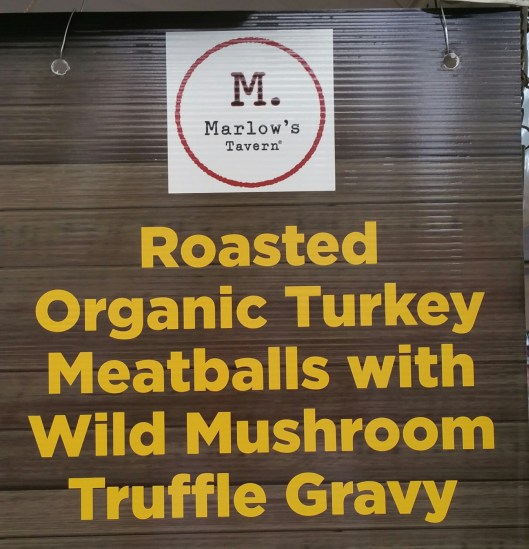 M.
Marlow's
Tavern®
Roasted
Organic Turkey
Meatballs with
Wild Mushroom
Truffle Gravy